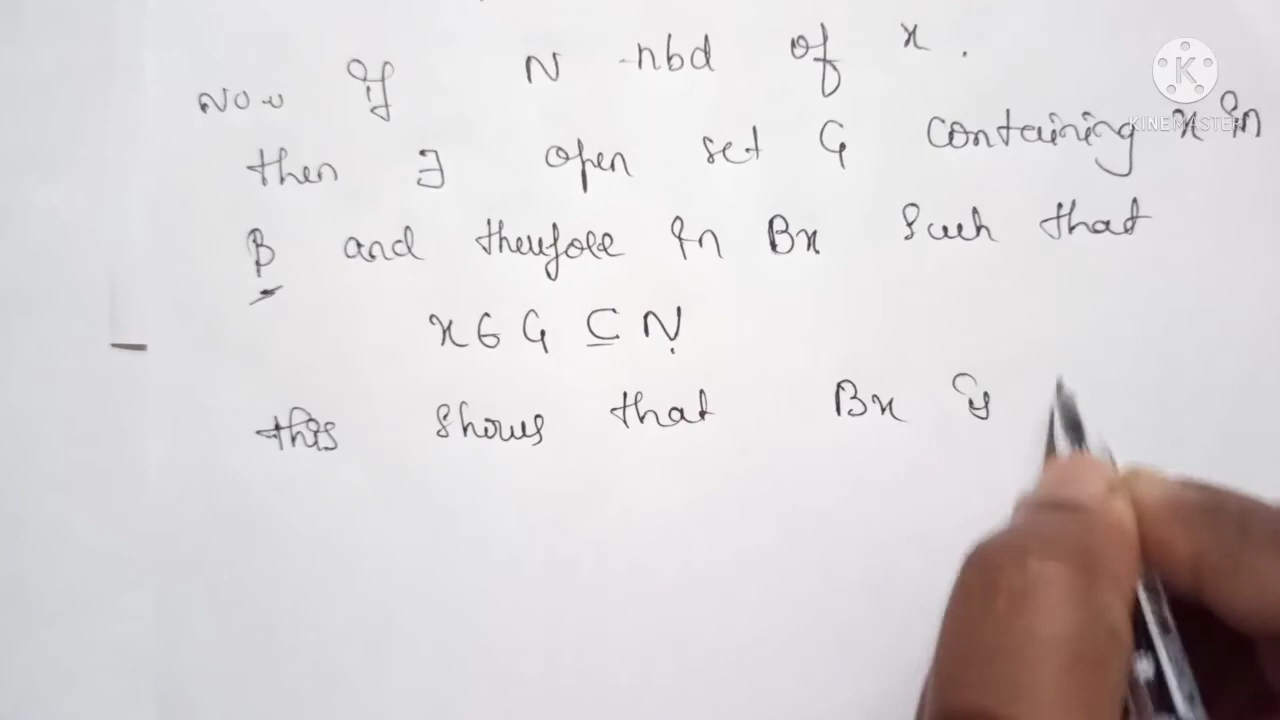 Now if N nbd of x.
then ∃ open set G containing x in
B and therefore in Bx such that
x ∈ G ⊆ N
this shows that Bx is
KINEMASTER